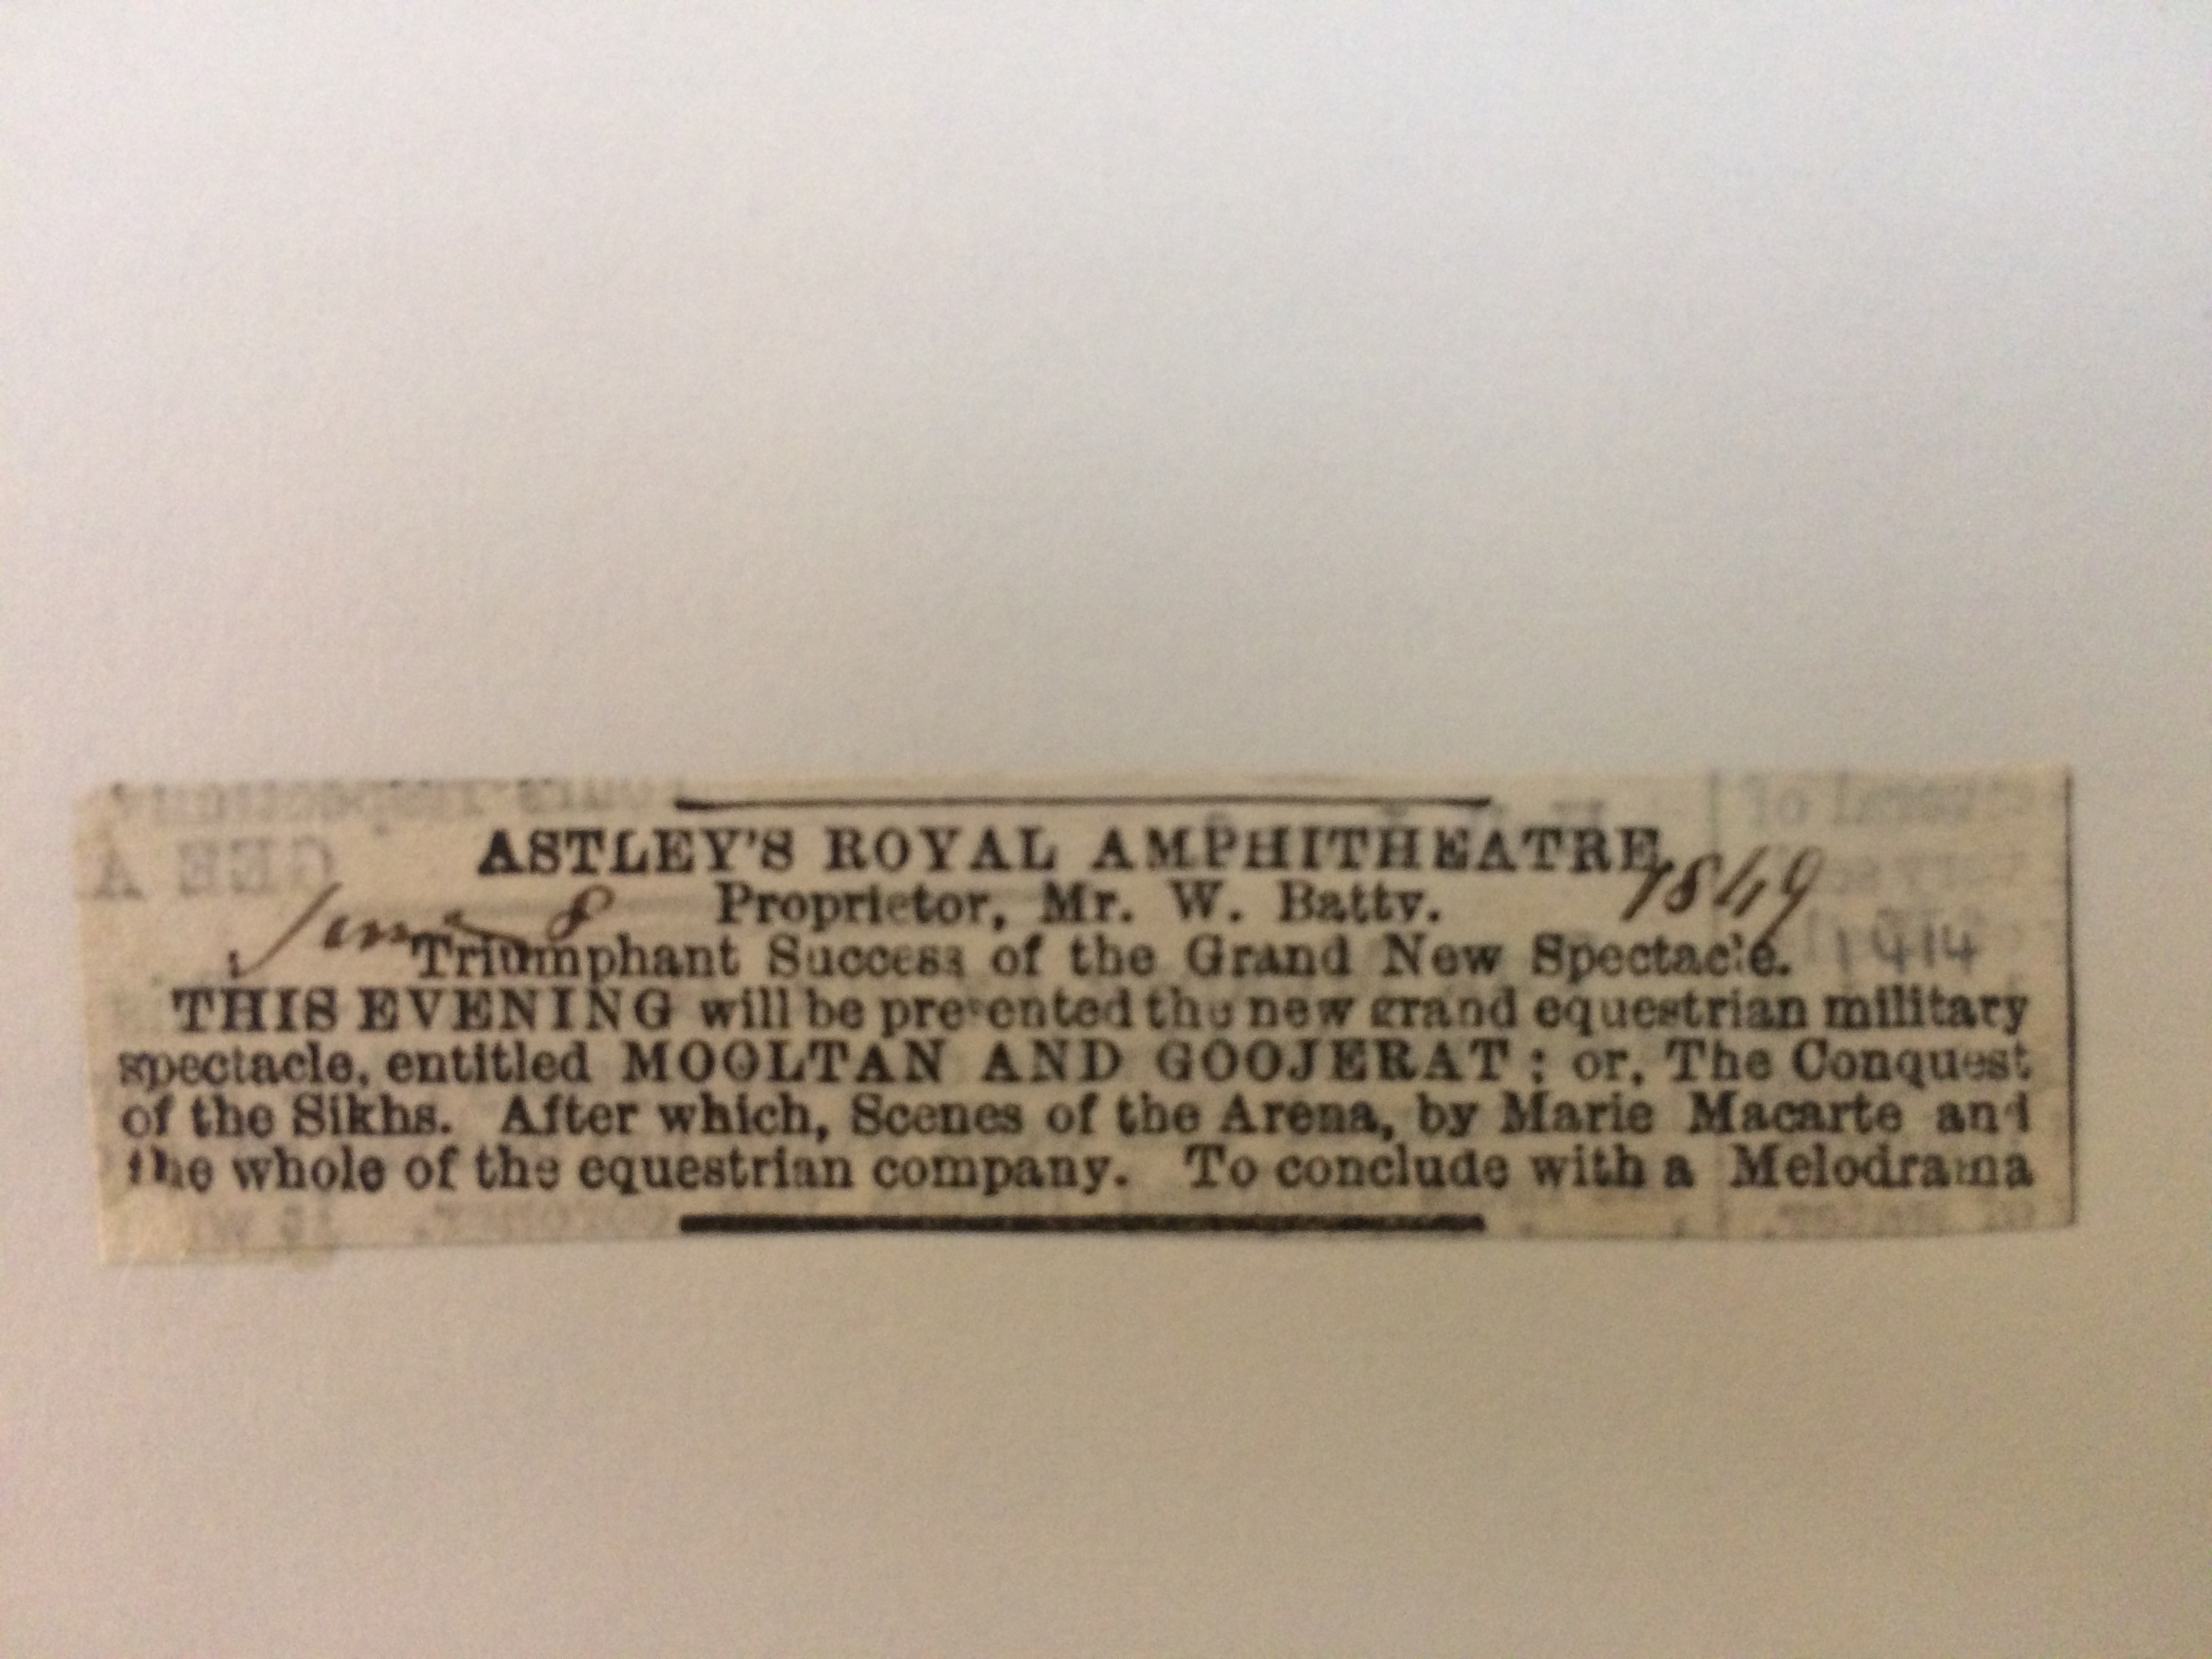 ASTLEY'S ROYAL AMPHITHEATRE
1849
June 8
Proprietor, Mr. W. Batty.
Triumphant Success of the Grand New Spectacle.
THIS EVENING will be presented the new grand equestrian military
spectacle, entitled MOOLTAN AND GOOJERAT; or, The Conquest
of the Sikhs. After which, Scenes of the Arena, by Marie Macarte and
the whole of the equestrian company. To conclude with a Melodrama